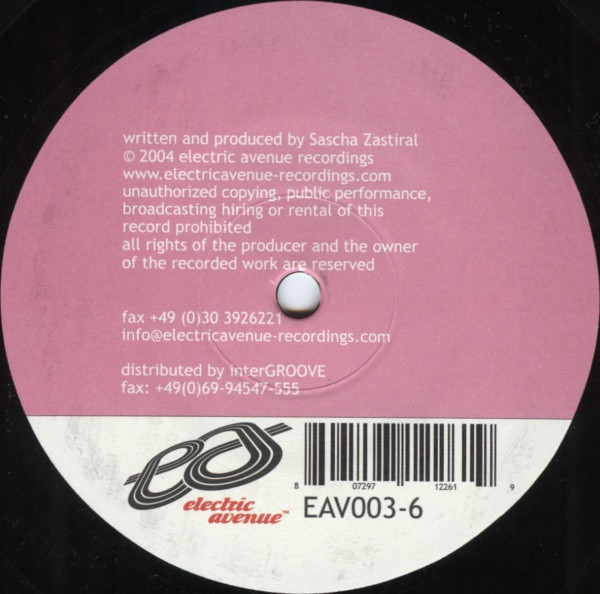 written and produced by Sascha Zastiral
© 2004 electric avenue recordings
www.electricavenue-recordings.com
unauthorized copying, public performance,
broadcasting hiring or rental of this
record prohibited
all rights of the producer and the owner
of the recorded work are reserved
fax +49 (0)30 3926221
info@electricavenue-recordings.com
distributed by interGROOVE
fax: +49(0)69-94547-555
ea
electric
avenue™
8 07297 12261 9
EAV003-6